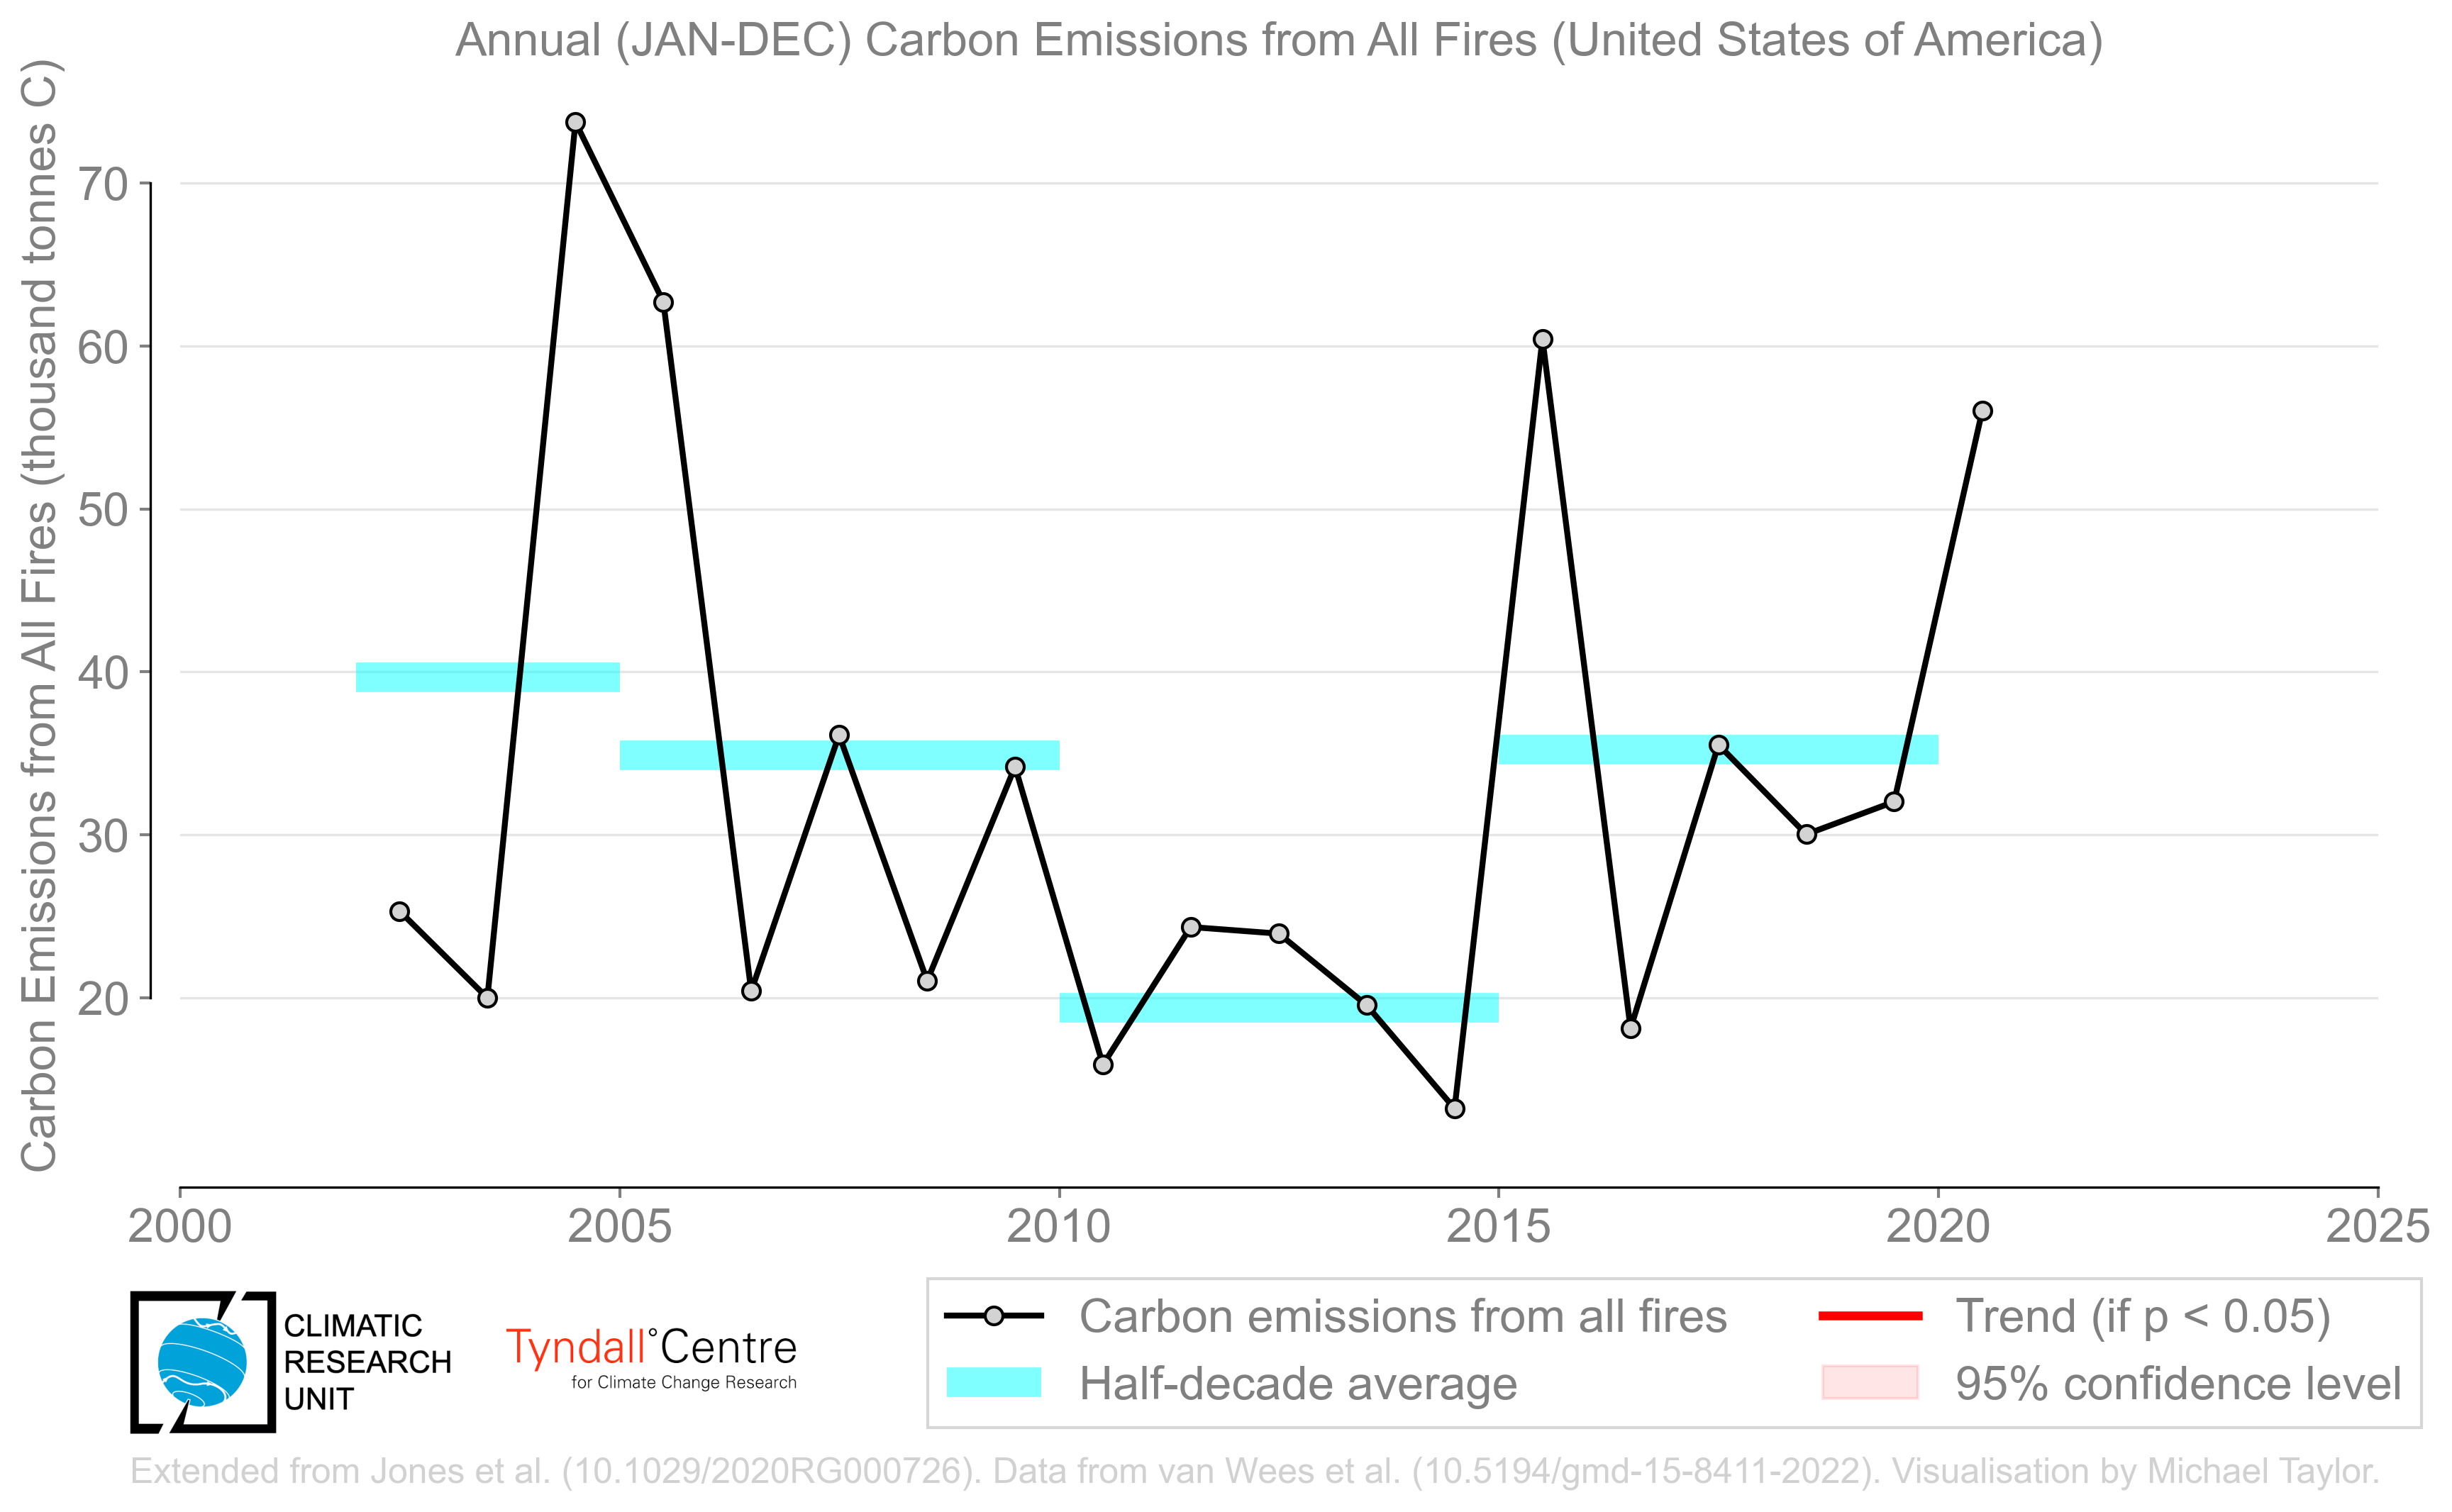 Annual (JAN-DEC) Carbon Emissions from All Fires (United States of America)
Carbon Emissions from All Fires (thousand tonnes C)
70
60
50
40
30
20
2000
2005
2010
2015
2020
2025
CLIMATIC
RESEARCH
UNIT
Tyndall°Centre
for Climate Change Research
Carbon emissions from all fires
Half-decade average
Trend (if p < 0.05)
95% confidence level
Extended from Jones et al. (10.1029/2020RG000726). Data from van Wees et al. (10.5194/gmd-15-8411-2022). Visualisation by Michael Taylor.